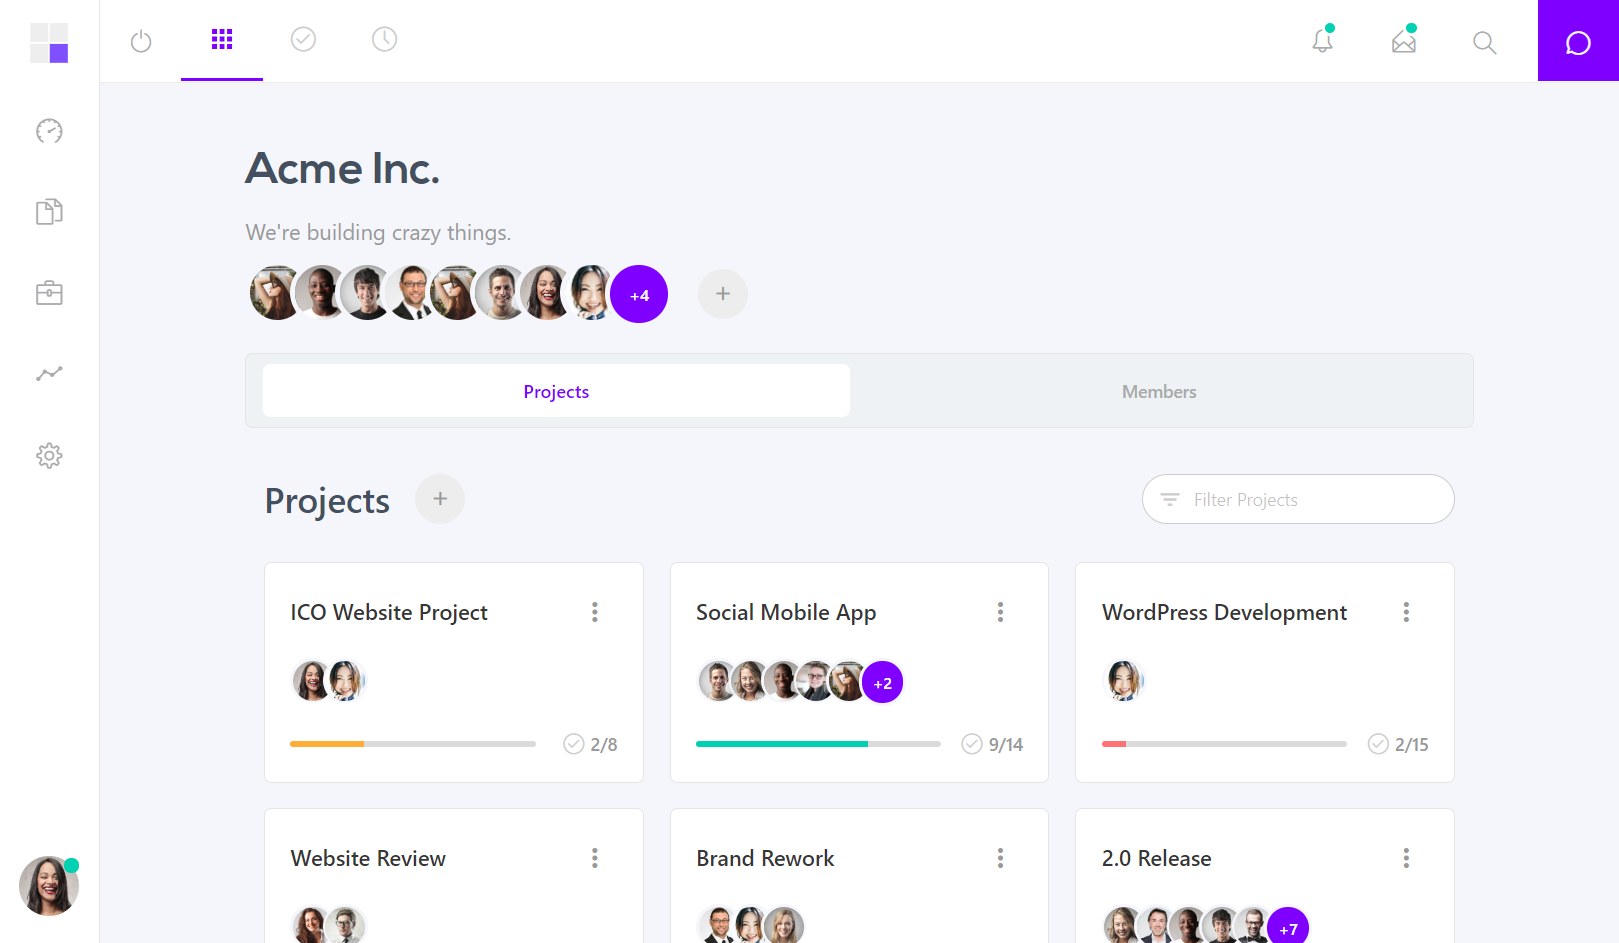 Acme Inc.
We're building crazy things.
+4
Projects
Members
Projects
Filter Projects
ICO Website Project
Social Mobile App
WordPress Development
+2
2/8
9/14
2/15
Website Review
Brand Rework
2.0 Release
+7